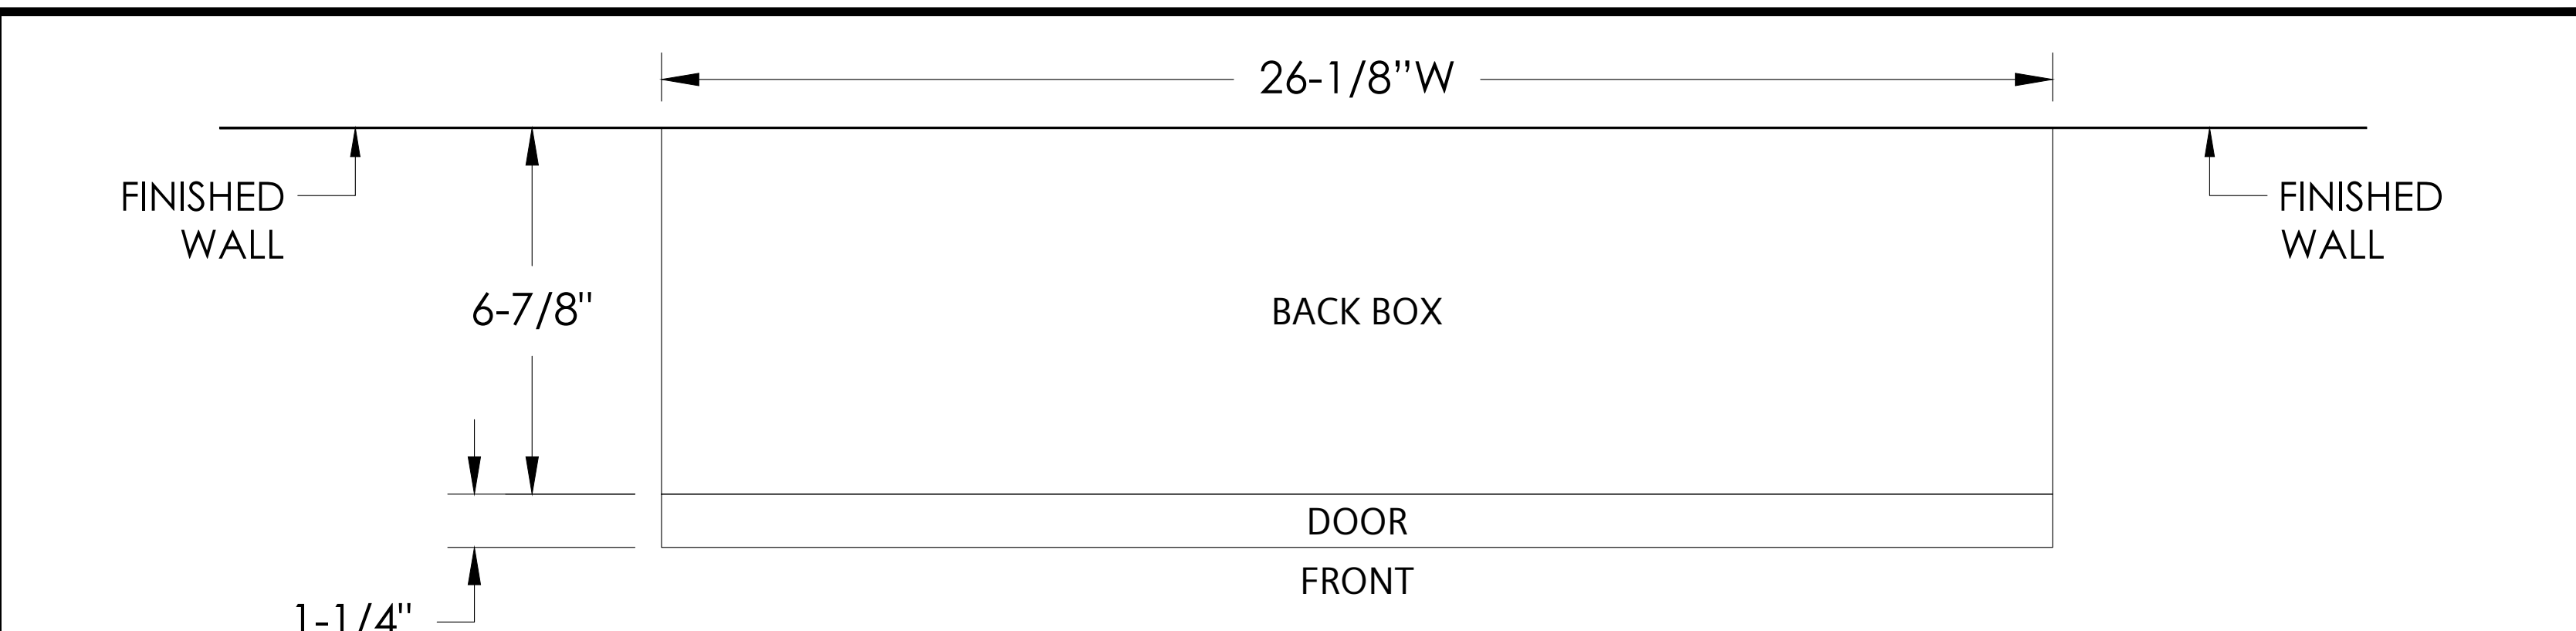 26-1/8”W
FINISHED
WALL
FINISHED
WALL
6-7/8"
BACK BOX
DOOR
FRONT
1-1/4"